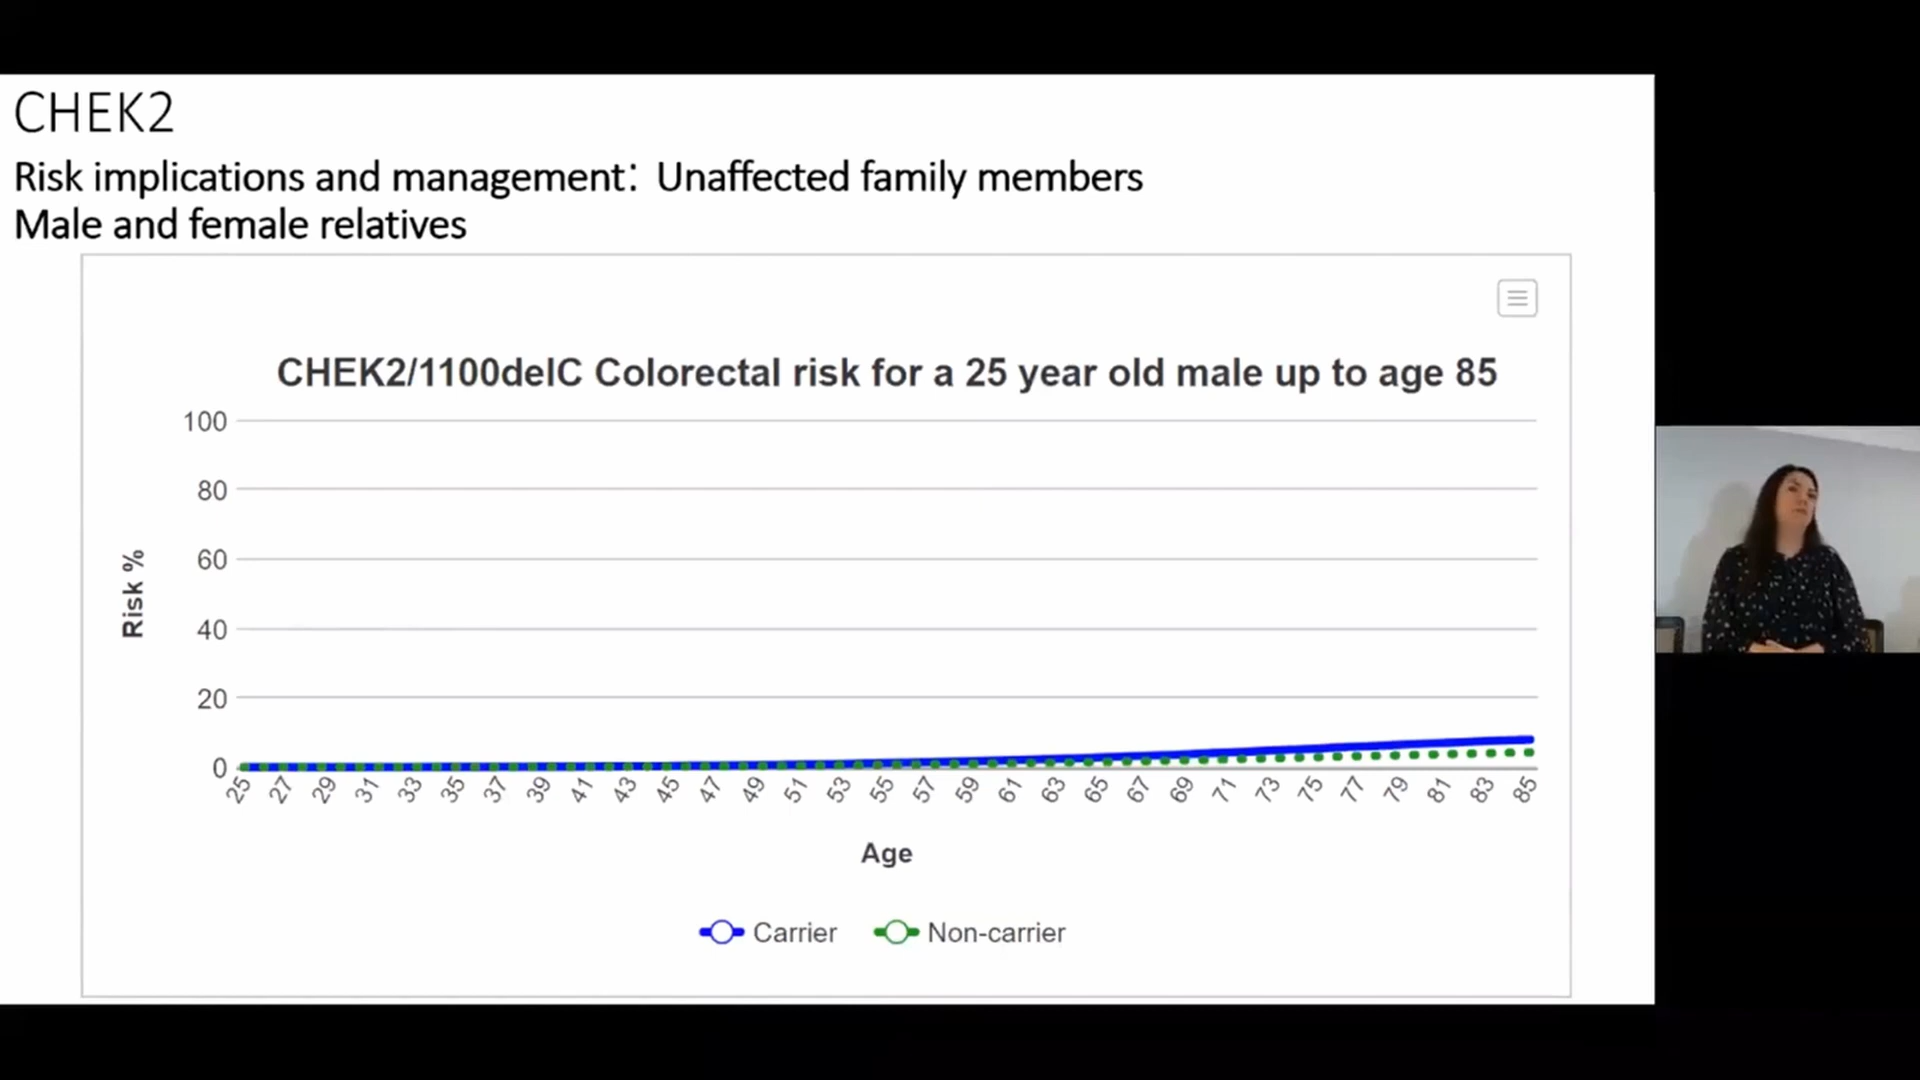 CHEK2
Risk implications and management: Unaffected family members
Male and female relatives
CHEK2/1100delC Colorectal risk for a 25 year old male up to age 85
100
80
60
40
20
0
Risk %
25 27 29 31 33 35 37 39 41 43 45 47 49 51 53 55 57 59 61 63 65 67 69 71 73 75 77 79 81 83 85
Age
Carrier Non-carrier